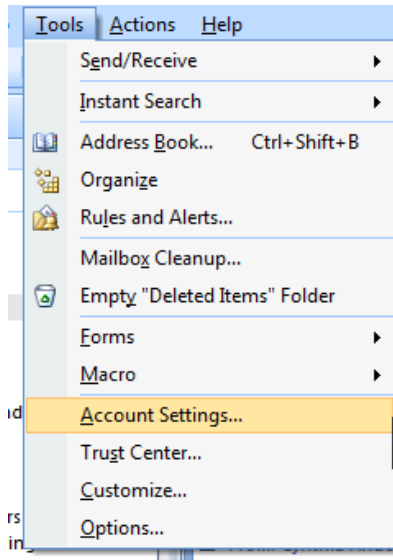 Tools Actions Help
Send/Receive
Instant Search
Address Book... Ctrl+Shift+B
Organize
Rules and Alerts...
Mailbox Cleanup...
Empty "Deleted Items" Folder
Forms
Macro
Account Settings...
Trust Center...
Customize...
Options...